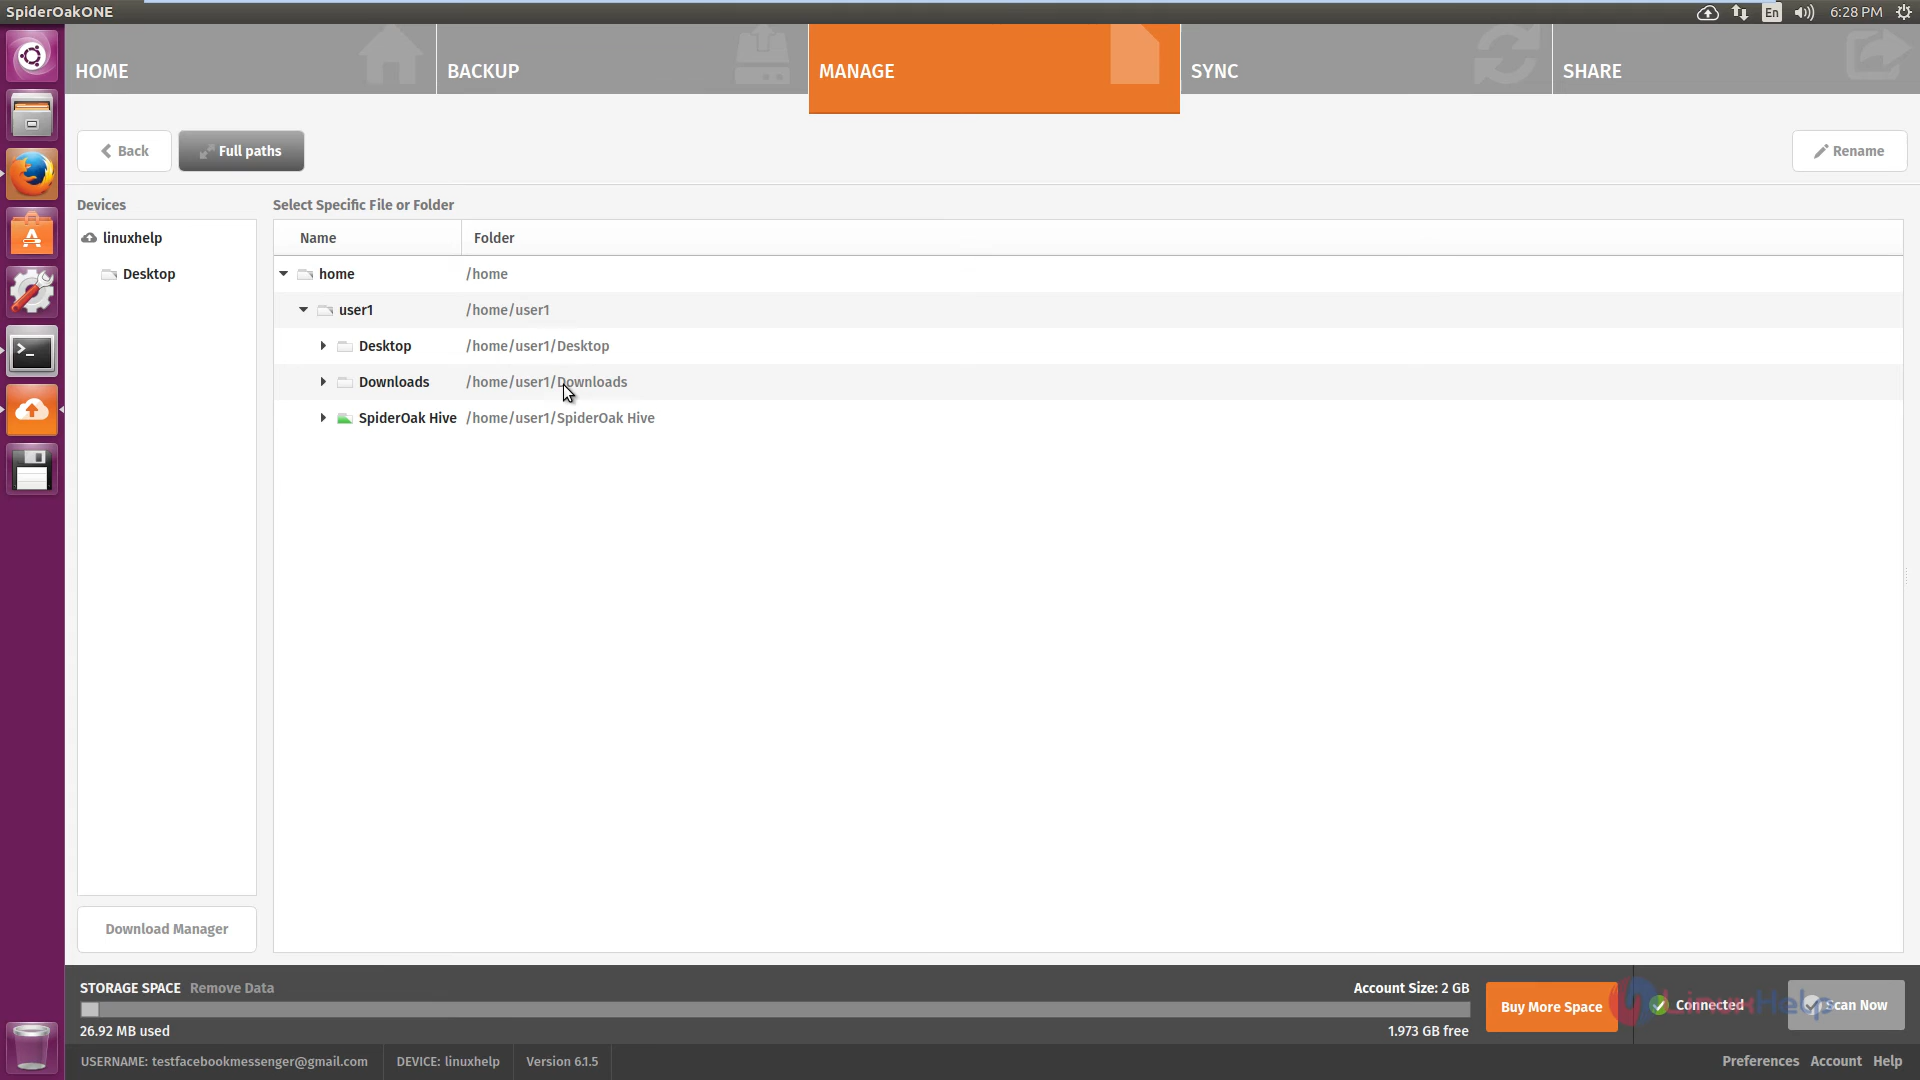 SpiderOakONE
En
6:28 PM
HOME
BACKUP
MANAGE
SYNC
SHARE
Back
Full paths
Rename
Devices
Select Specific File or Folder
linuxhelp
Desktop
Name
Folder
home
/home
user1
/home/user1
Desktop
/home/user1/Desktop
Downloads
/home/user1/Downloads
SpiderOak Hive
/home/user1/SpiderOak Hive
Download Manager
STORAGE SPACE
Remove Data
Account Size: 2 GB
26.92 MB used
1.973 GB free
Buy More Space
Connected
LinuxHelp
Scan Now
USERNAME: testfacebookmessenger@gmail.com
DEVICE: linuxhelp
Version 6.1.5
Preferences
Account
Help